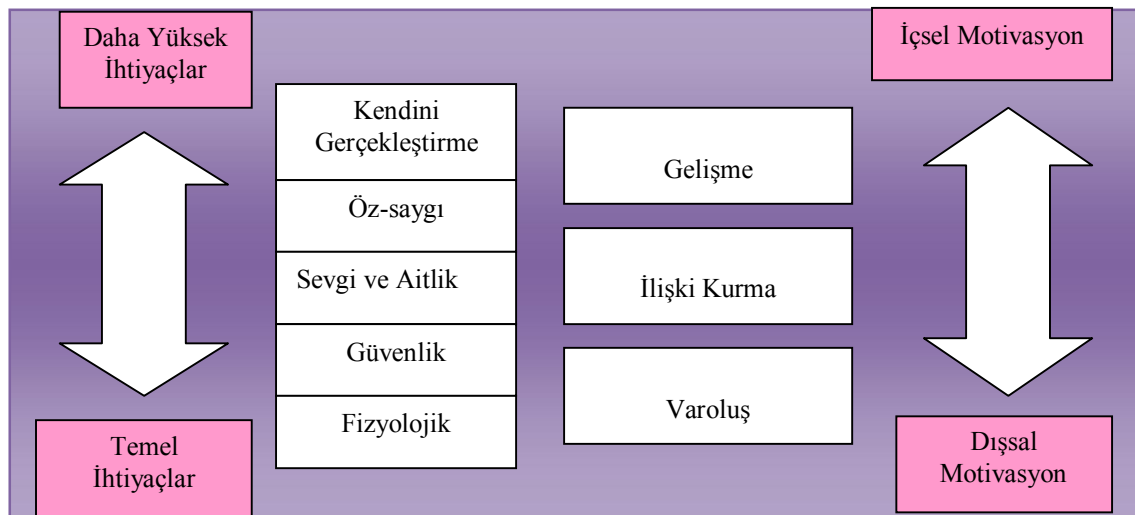 Daha Yüksek
İhtiyaçlar
Temel
İhtiyaçlar
Kendini
Gerçekleştirme
Öz-saygı
Sevgi ve Aitlik
Güvenlik
Fizyolojik
Gelişme
İlişki Kurma
Varoluş
İçsel Motivasyon
Dışsal
Motivasyon